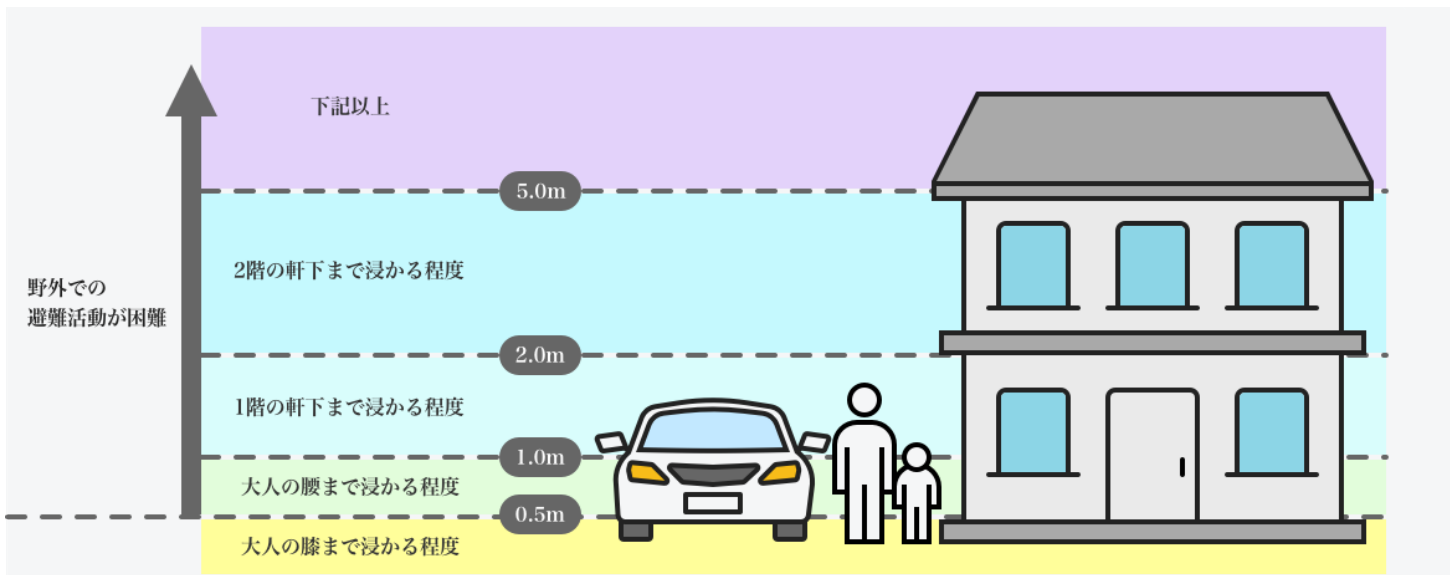 下記以上
5.0m
2階の軒下まで浸かる程度
野外での
避難活動が困難
2.0m
1階の軒下まで浸かる程度
1.0m
大人の腰まで浸かる程度
0.5m
大人の膝まで浸かる程度